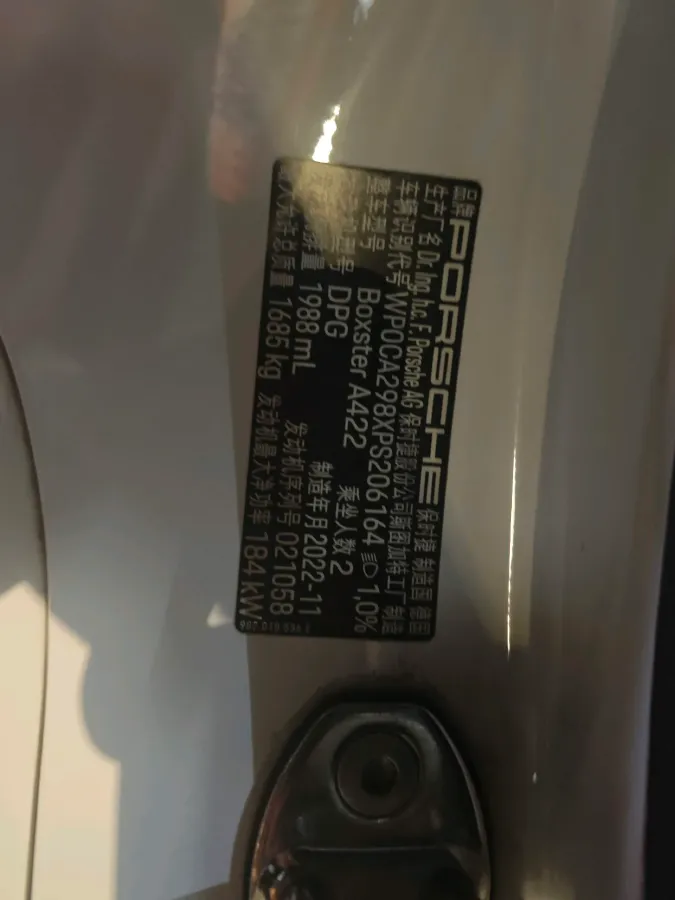 品牌 PORSCHE 保时捷 制造国 德国
生产厂名 Dr. Ing. h.c. F. Porsche AG 保时捷股份公司斯图加特工厂 制造
车辆识别代号 WP0CA298XPS206164 1,0%
整车型号 Boxster A422 乘坐人数 2
型号 DPG 制造年月 2022-11
排量 1988 mL 发动机序列号 021058
最大允许总质量 1685 kg 发动机最大净功率 184 kW